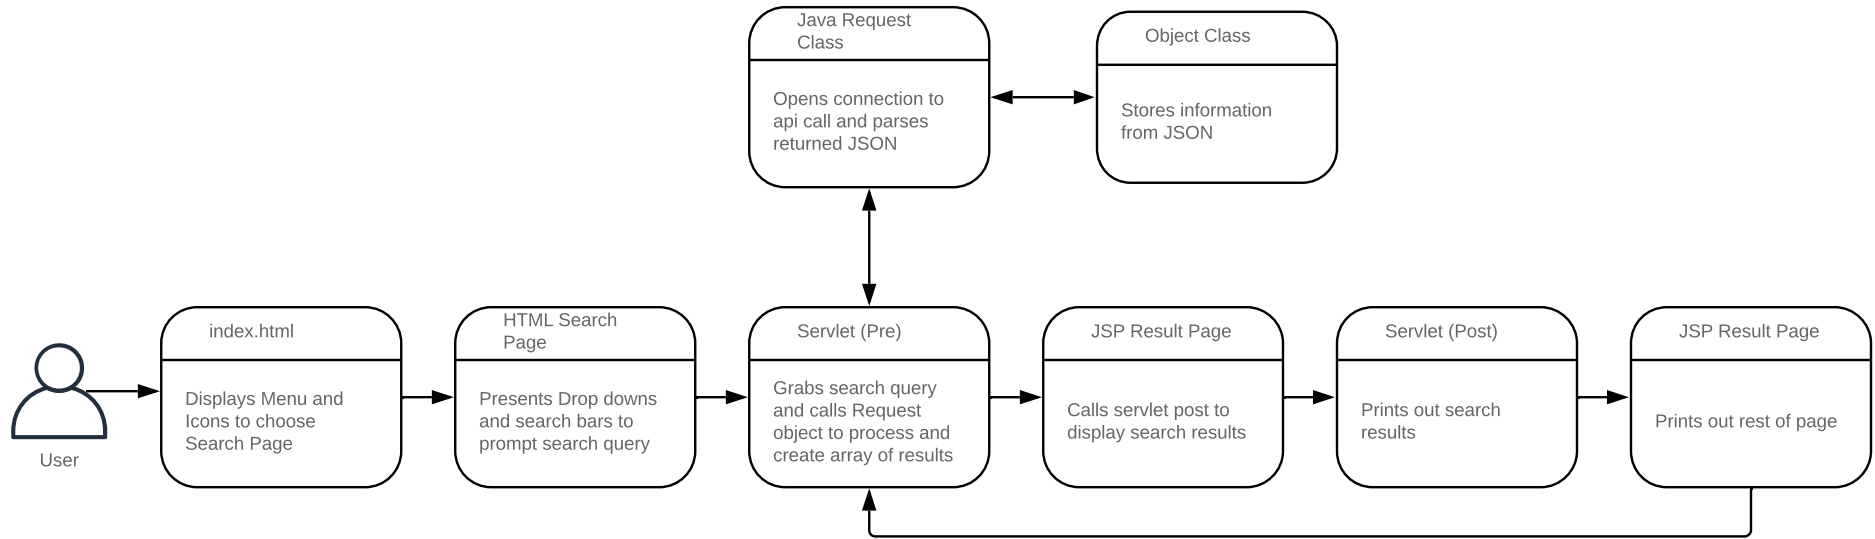 Java Request
Class
Opens connection to
api call and parses
returned JSON
Object Class
Stores information
from JSON
User
index.html
Displays Menu and
Icons to choose
Search Page
HTML Search
Page
Presents Drop downs
and search bars to
prompt search query
Servlet (Pre)
Grabs search query
and calls Request
object to process and
create array of results
JSP Result Page
Calls servlet post to
display search results
Servlet (Post)
Prints out search
results
JSP Result Page
Prints out rest of page